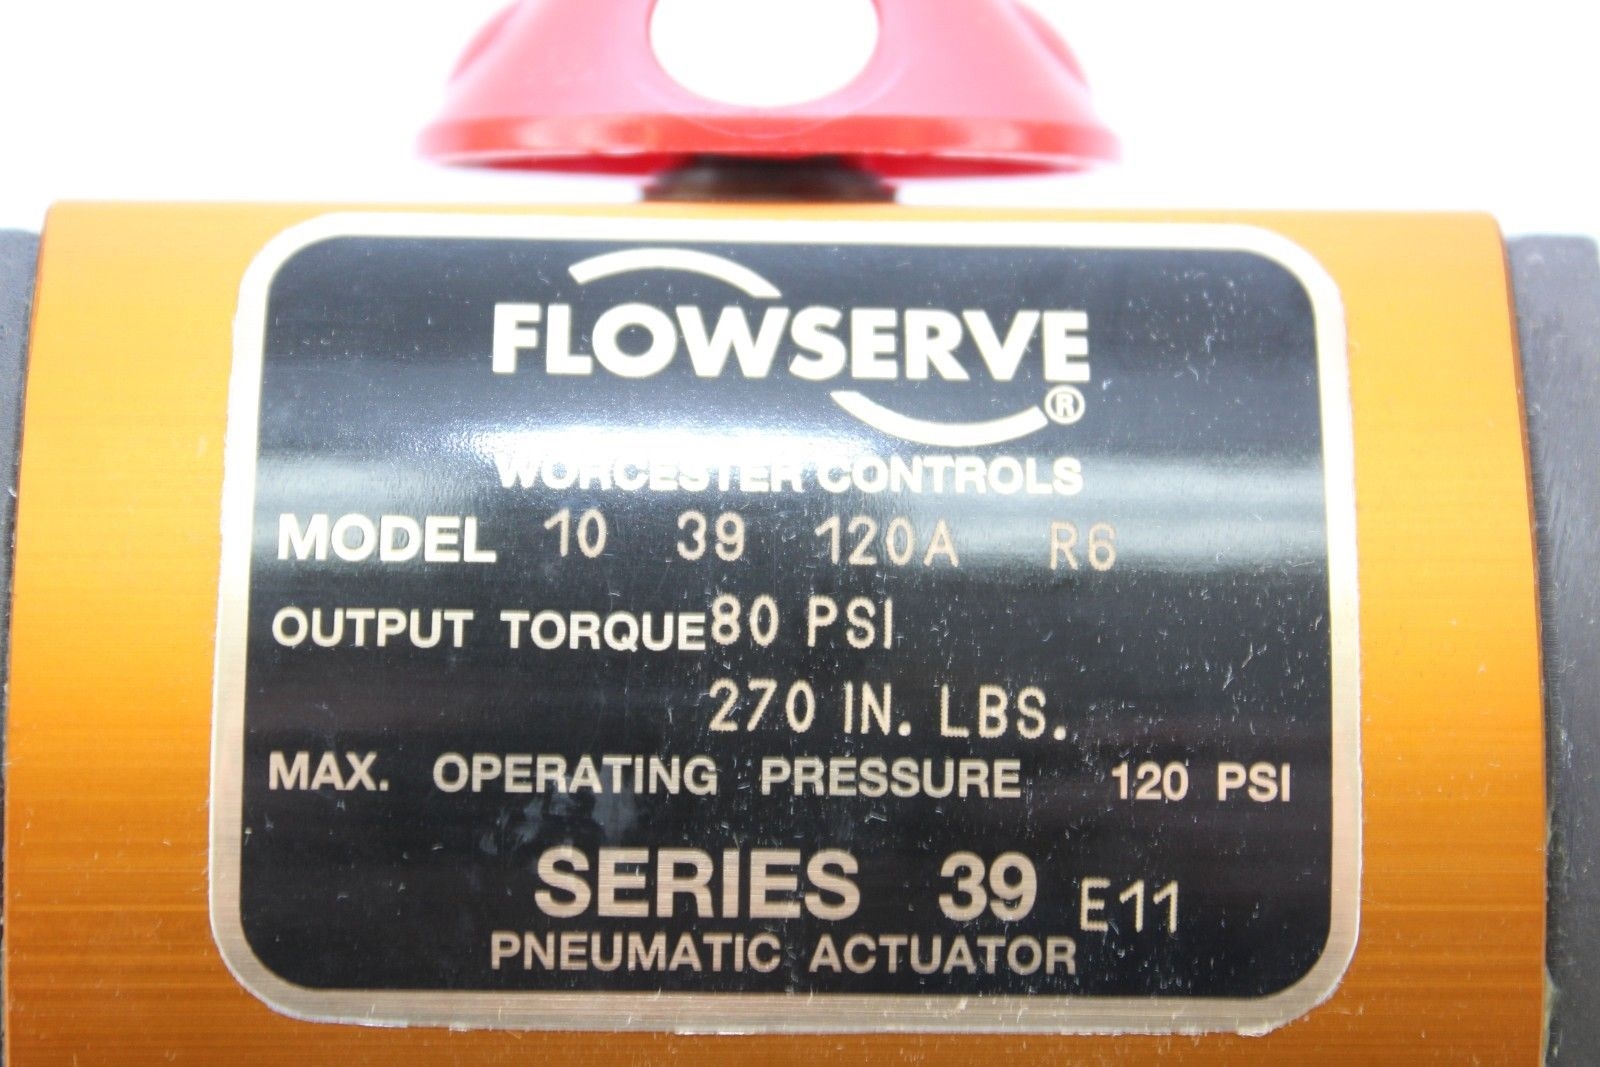 FLOWSERVE®
WORCESTER CONTROLS
MODEL 10 39 120A R6
OUTPUT TORQUE 80 PSI
270 IN. LBS.
MAX. OPERATING PRESSURE 120 PSI
SERIES 39 E11
PNEUMATIC ACTUATOR